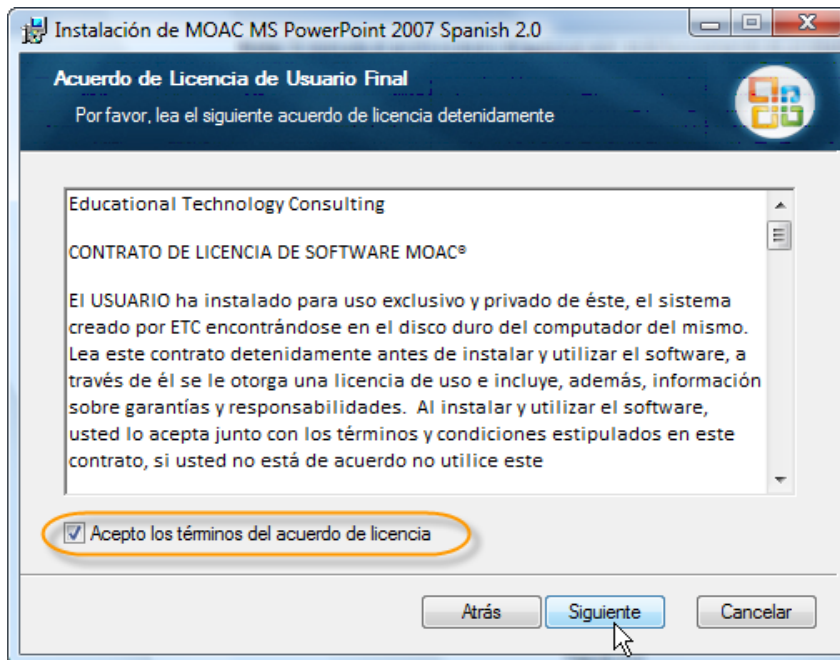 Instalación de MOAC MS PowerPoint 2007 Spanish 2.0
Acuerdo de Licencia de Usuario Final
Por favor, lea el siguiente acuerdo de licencia detenidamente
Educational Technology Consulting
CONTRATO DE LICENCIA DE SOFTWARE MOAC®
El USUARIO ha instalado para uso exclusivo y privado de éste, el sistema
creado por ETC encontrándose en el disco duro del computador del mismo.
Lea este contrato detenidamente antes de instalar y utilizar el software, a
través de él se le otorga una licencia de uso e incluye, además, información
sobre garantías y responsabilidades.  Al instalar y utilizar el software,
usted lo acepta junto con los términos y condiciones estipulados en este
contrato, si usted no está de acuerdo no utilice este
Acepto los términos del acuerdo de licencia
Atrás
Siguiente
Cancelar